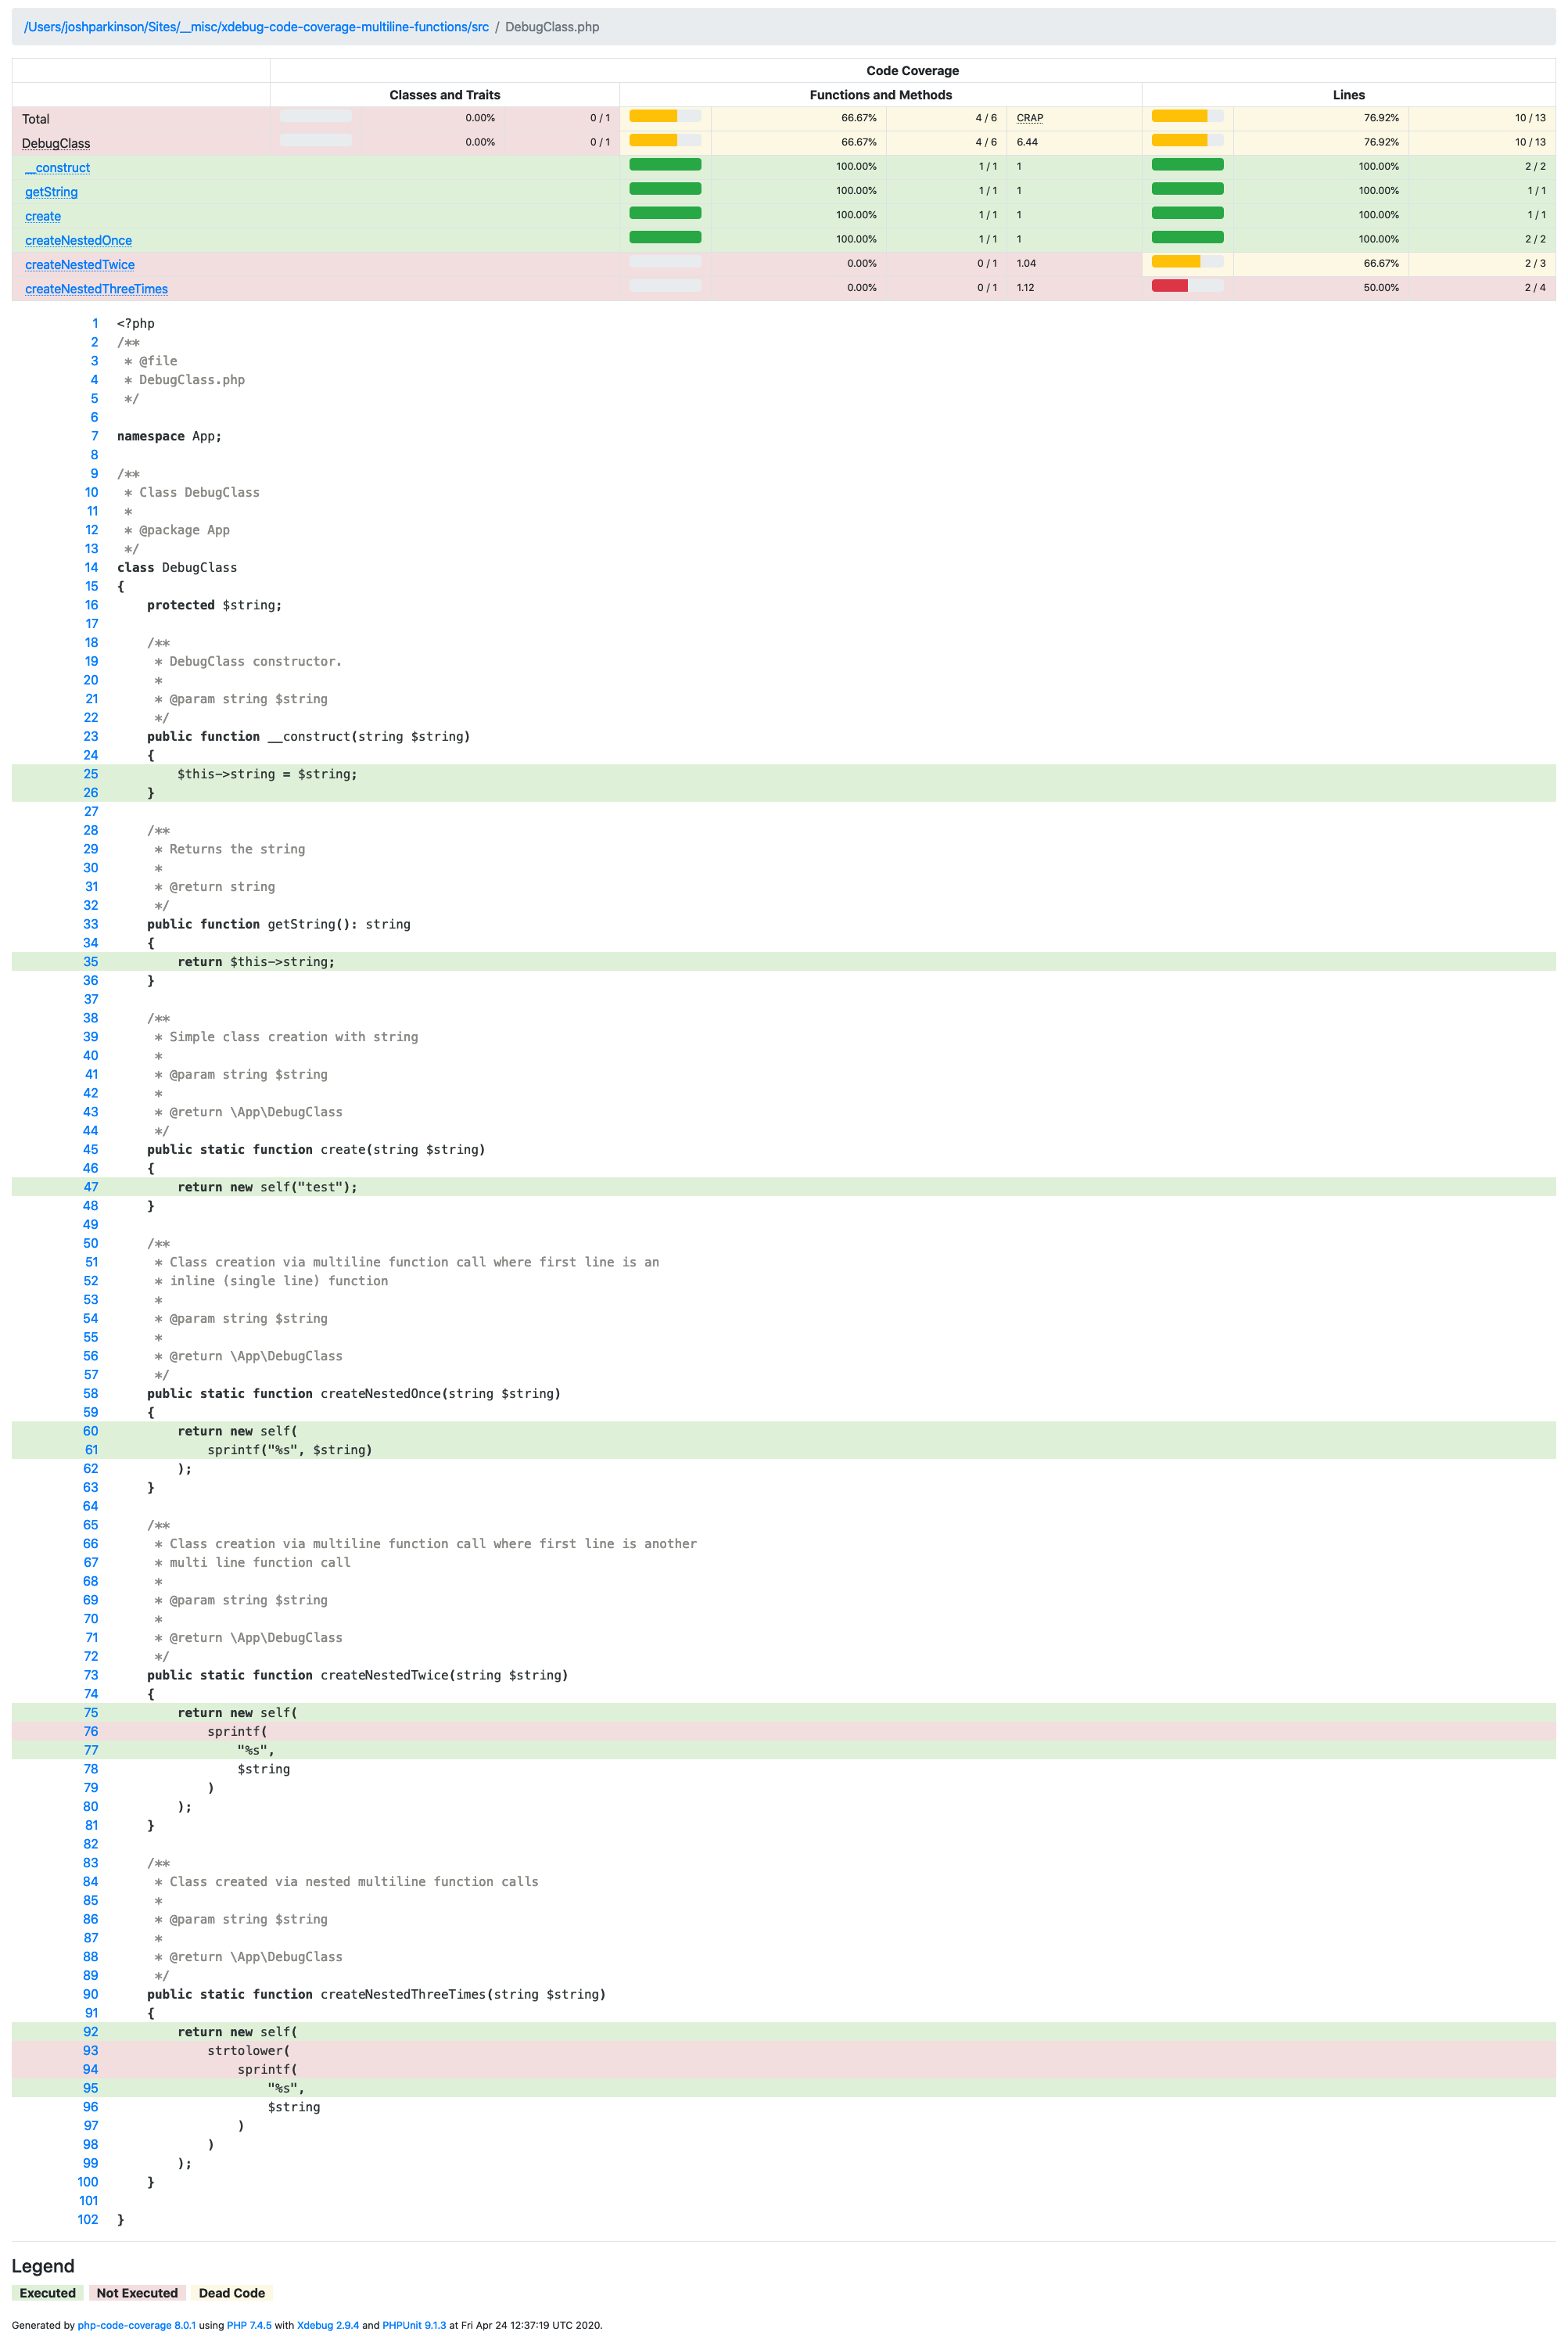 /Users/joshparkinson/Sites/__misc/xdebug-code-coverage-multiline-functions/src / DebugClass.php
Code Coverage
Classes and Traits Functions and Methods Lines
Total 0.00% 0 / 1 66.67% 4 / 6 CRAP 76.92% 10 / 13
DebugClass 0.00% 0 / 1 66.67% 4 / 6 6.44 76.92% 10 / 13
__construct 100.00% 1 / 1 1 100.00% 2 / 2
getString 100.00% 1 / 1 1 100.00% 1 / 1
create 100.00% 1 / 1 1 100.00% 1 / 1
createNestedOnce 100.00% 1 / 1 1 100.00% 2 / 2
createNestedTwice 0.00% 0 / 1 1.04 66.67% 2 / 3
createNestedThreeTimes 0.00% 0 / 1 1.12 50.00% 2 / 4
1 <?php
2 /**
3  * @file
4  * DebugClass.php
5  */
6
7 namespace App;
8
9 /**
10  * Class DebugClass
11  *
12  * @package App
13  */
14 class DebugClass
15 {
16     protected $string;
17
18     /**
19      * DebugClass constructor.
20      *
21      * @param string $string
22      */
23     public function __construct(string $string)
24     {
25         $this->string = $string;
26     }
27
28     /**
29      * Returns the string
30      *
31      * @return string
32      */
33     public function getString(): string
34     {
35         return $this->string;
36     }
37
38     /**
39      * Simple class creation with string
40      *
41      * @param string $string
42      *
43      * @return \App\DebugClass
44      */
45     public static function create(string $string)
46     {
47         return new self("test");
48     }
49
50     /**
51      * Class creation via multiline function call where first line is an
52      * inline (single line) function
53      *
54      * @param string $string
55      *
56      * @return \App\DebugClass
57      */
58     public static function createNestedOnce(string $string)
59     {
60         return new self(
61             sprintf("%s", $string)
62         );
63     }
64
65     /**
66      * Class creation via multiline function call where first line is another
67      * multi line function call
68      *
69      * @param string $string
70      *
71      * @return \App\DebugClass
72      */
73     public static function createNestedTwice(string $string)
74     {
75         return new self(
76             sprintf(
77                 "%s",
78                 $string
79             )
80         );
81     }
82
83     /**
84      * Class created via nested multiline function calls
85      *
86      * @param string $string
87      *
88      * @return \App\DebugClass
89      */
90     public static function createNestedThreeTimes(string $string)
91     {
92         return new self(
93             strtolower(
94                 sprintf(
95                     "%s",
96                     $string
97                 )
98             )
99         );
100     }
101
102 }
Legend
Executed Not Executed Dead Code
Generated by php-code-coverage 8.0.1 using PHP 7.4.5 with Xdebug 2.9.4 and PHPUnit 9.1.3 at Fri Apr 24 12:37:19 UTC 2020.